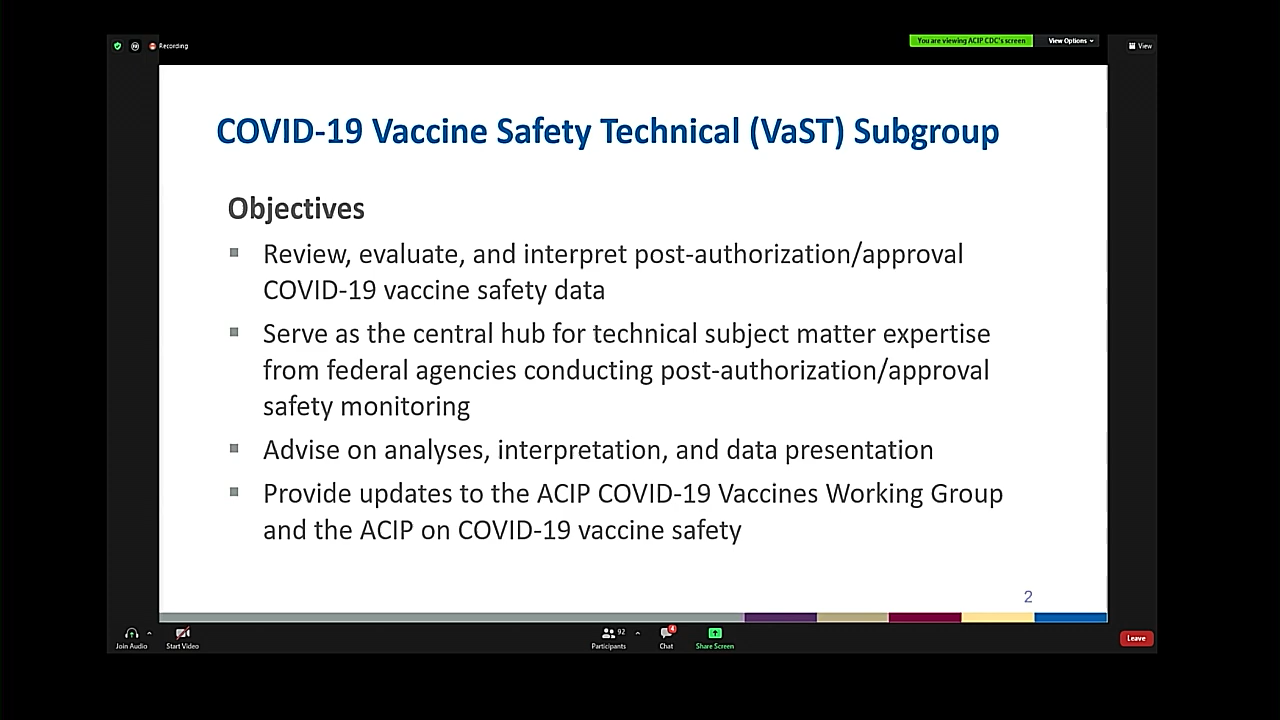 Recording
You are viewing ACIP CDC's screen
View Options
View
COVID-19 Vaccine Safety Technical (VaST) Subgroup
Objectives
Review, evaluate, and interpret post-authorization/approval
COVID-19 vaccine safety data
Serve as the central hub for technical subject matter expertise
from federal agencies conducting post-authorization/approval
safety monitoring
Advise on analyses, interpretation, and data presentation
Provide updates to the ACIP COVID-19 Vaccines Working Group
and the ACIP on COVID-19 vaccine safety
2
Join Audio
Start Video
92
Participants
4
Chat
Share Screen
Leave